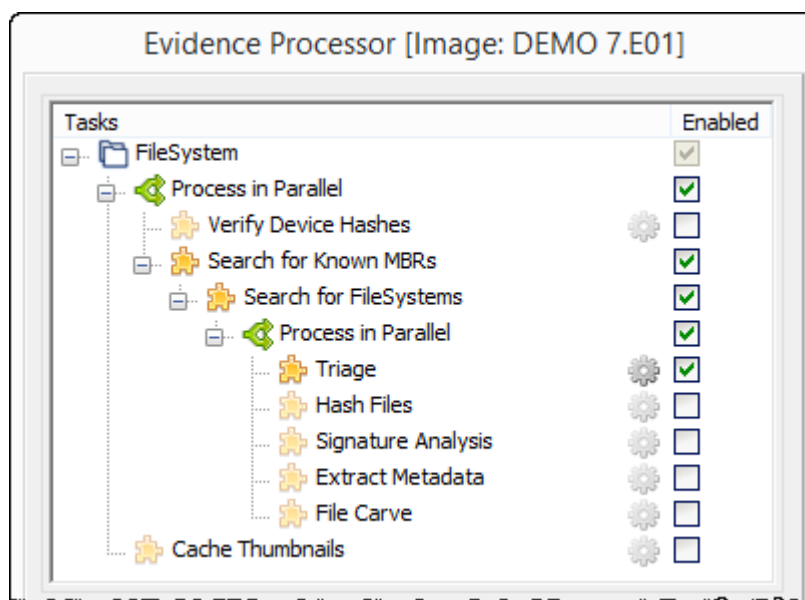 Evidence Processor [Image: DEMO 7.E01]
Tasks Enabled
FileSystem
Process in Parallel
Verify Device Hashes
Search for Known MBRs
Search for FileSystems
Process in Parallel
Triage
Hash Files
Signature Analysis
Extract Metadata
File Carve
Cache Thumbnails